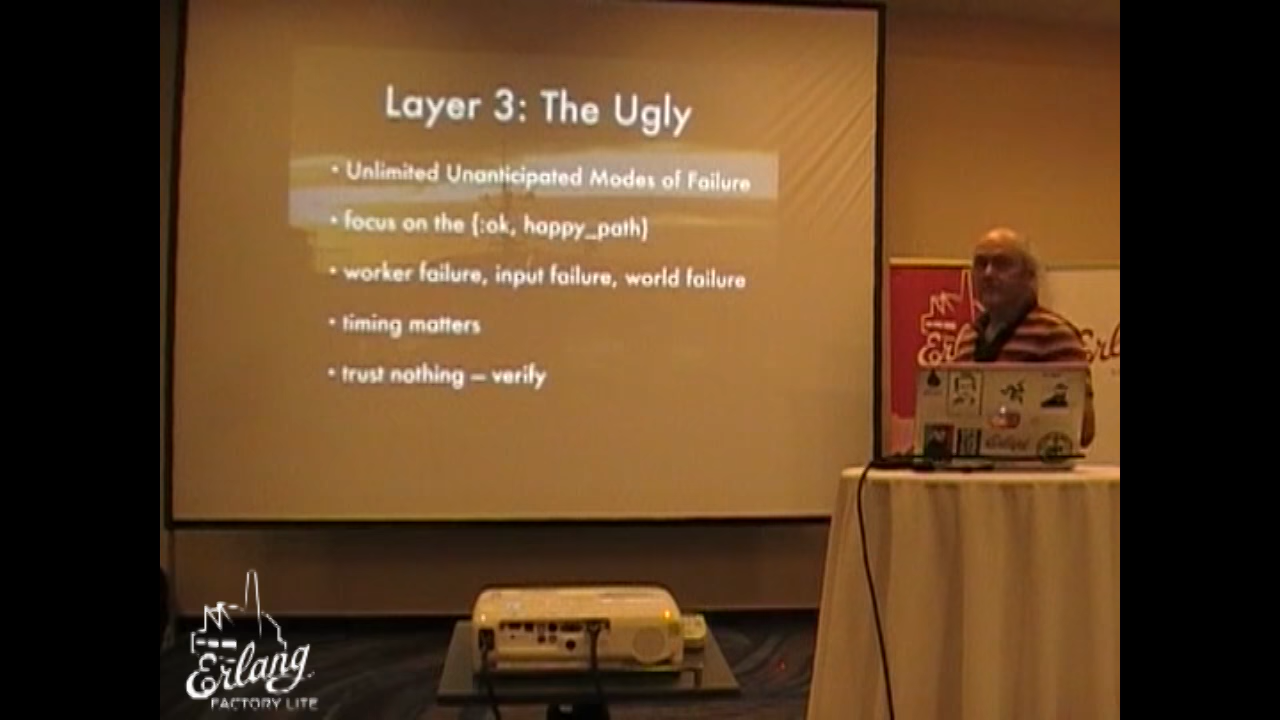 Layer 3: The Ugly
• Unlimited Unanticipated Modes of Failure
• focus on the {:ok, happy_path}
• worker failure, input failure, world failure
• timing matters
• trust nothing – verify
Erlang
FACTORY LITE